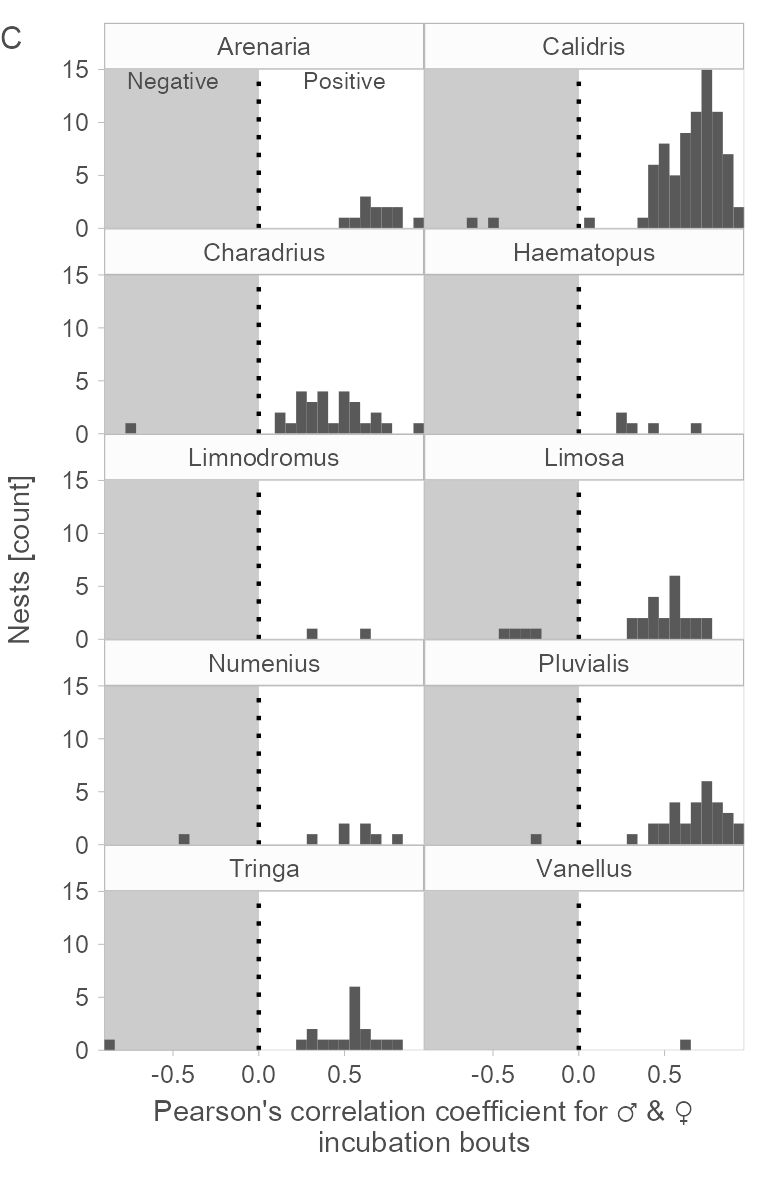 C
Arenaria
Calidris
15
Negative
Positive
10
5
0
Charadrius
Haematopus
15
10
5
0
Limnodromus
Limosa
15
10
5
0
Numenius
Pluvialis
15
10
5
0
Tringa
Vanellus
15
10
5
0
-0.5 0.0 0.5
-0.5 0.0 0.5
Nests [count]
Pearson's correlation coefficient for ♂ & ♀
incubation bouts